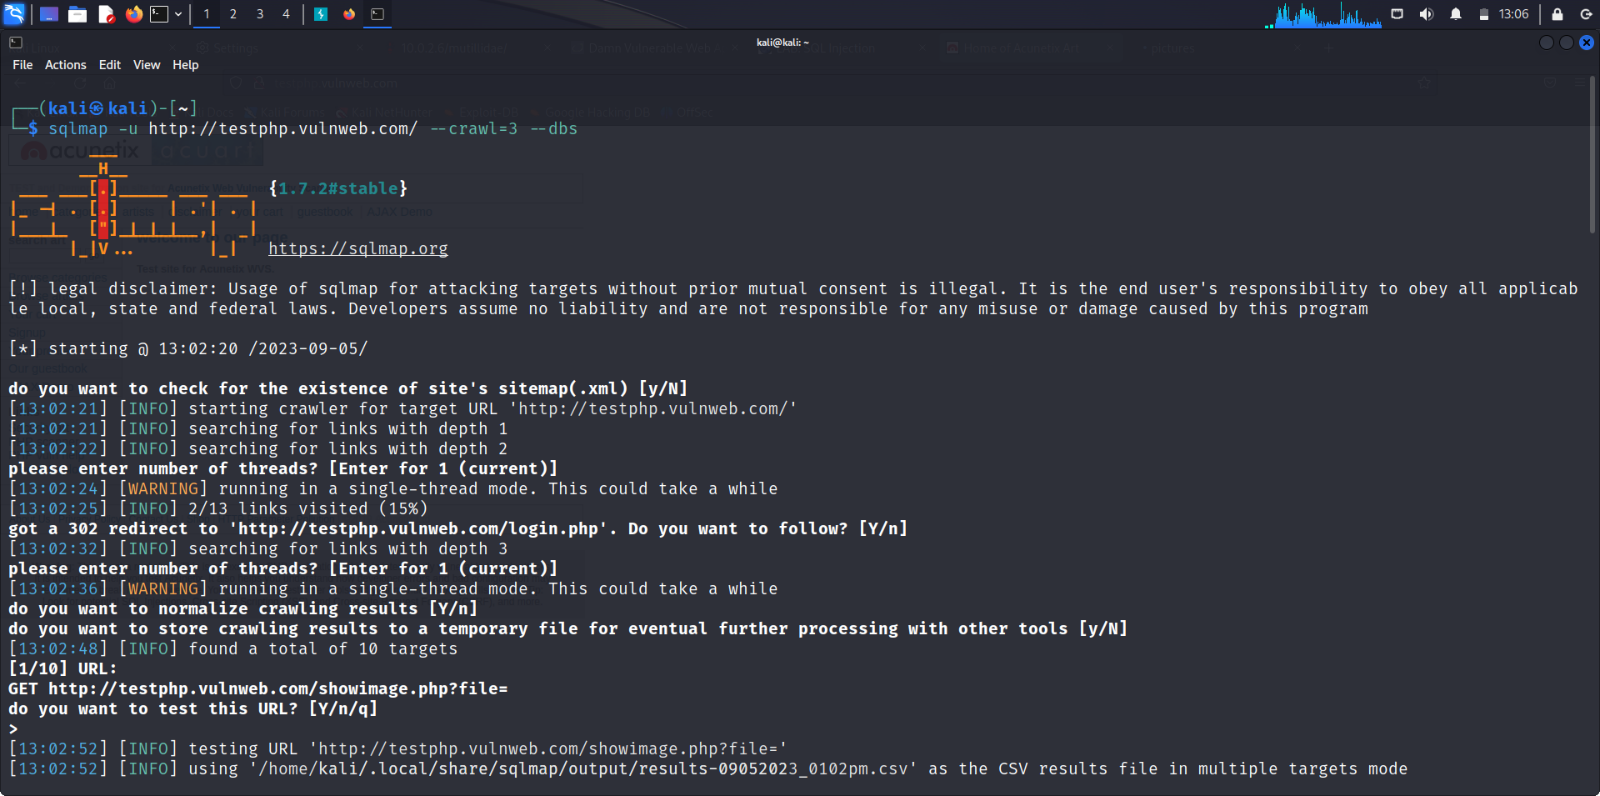 1 2 3 4 13:06
kali@kali: ~
File Actions Edit View Help
(kali㉿kali)-[~]
$ sqlmap -u http://testphp.vulnweb.com/ --crawl=3 --dbs
{1.7.2#stable}
https://sqlmap.org
[!] legal disclaimer: Usage of sqlmap for attacking targets without prior mutual consent is illegal. It is the end user's responsibility to obey all applicab
le local, state and federal laws. Developers assume no liability and are not responsible for any misuse or damage caused by this program
[*] starting @ 13:02:20 /2023-09-05/
do you want to check for the existence of site's sitemap(.xml) [y/N]
[13:02:21] [INFO] starting crawler for target URL 'http://testphp.vulnweb.com/'
[13:02:21] [INFO] searching for links with depth 1
[13:02:22] [INFO] searching for links with depth 2
please enter number of threads? [Enter for 1 (current)]
[13:02:24] [WARNING] running in a single-thread mode. This could take a while
[13:02:25] [INFO] 2/13 links visited (15%)
got a 302 redirect to 'http://testphp.vulnweb.com/login.php'. Do you want to follow? [Y/n]
[13:02:32] [INFO] searching for links with depth 3
please enter number of threads? [Enter for 1 (current)]
[13:02:36] [WARNING] running in a single-thread mode. This could take a while
do you want to normalize crawling results [Y/n]
do you want to store crawling results to a temporary file for eventual further processing with other tools [y/N]
[13:02:48] [INFO] found a total of 10 targets
[1/10] URL:
GET http://testphp.vulnweb.com/showimage.php?file=
do you want to test this URL? [Y/n/q]
>
[13:02:52] [INFO] testing URL 'http://testphp.vulnweb.com/showimage.php?file='
[13:02:52] [INFO] using '/home/kali/.local/share/sqlmap/output/results-09052023_0102pm.csv' as the CSV results file in multiple targets mode